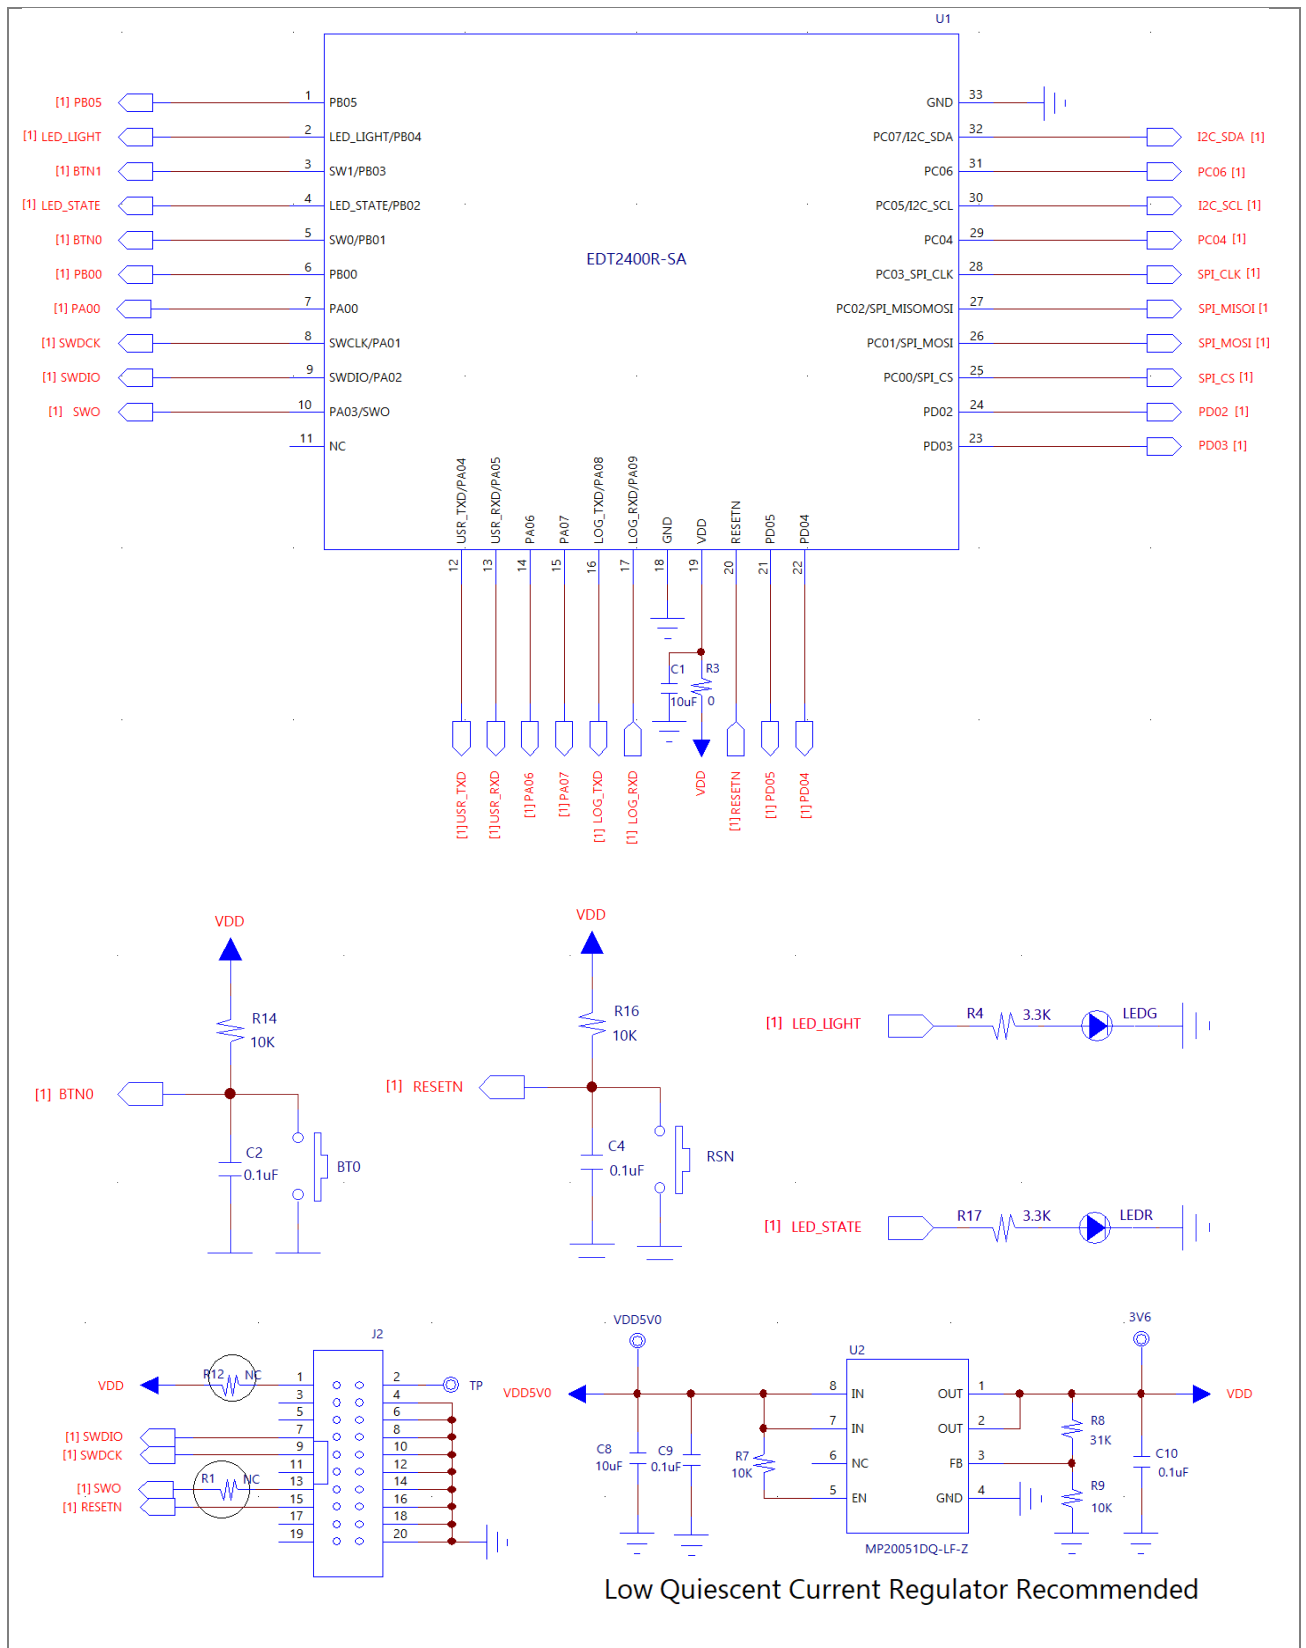 U1
[1] PB05 1 PB05 GND 33
[1] LED_LIGHT 2 LED_LIGHT/PB04 PC07/I2C_SDA 32 I2C_SDA [1]
[1] BTN1 3 SW1/PB03 PC06 31 PC06 [1]
[1] LED_STATE 4 LED_STATE/PB02 PC05/I2C_SCL 30 I2C_SCL [1]
[1] BTN0 5 SW0/PB01 PC04 29 PC04 [1]
EDT2400R-SA
[1] PB00 6 PB00 PC03_SPI_CLK 28 SPI_CLK [1]
[1] PA00 7 PA00 PC02/SPI_MISOMOSI 27 SPI_MISOI [1
[1] SWDCK 8 SWCLK/PA01 PC01/SPI_MOSI 26 SPI_MOSI [1]
[1] SWDIO 9 SWDIO/PA02 PC00/SPI_CS 25 SPI_CS [1]
[1] SWO 10 PA03/SWO PD02 24 PD02 [1]
11 NC PD03 23 PD03 [1]
USR_TXD/PA04 USR_RXD/PA05 PA06 PA07 LOG_TXD/PA08 LOG_RXD/PA09 GND VDD RESETN PD05 PD04
12 13 14 15 16 17 18 19 20 21 22
C1 R3
10uF 0
[1]USR_TXD [1]USR_RXD [1]PA06 [1]PA07 [1] LOG_TXD [1] LOG_RXD VDD [1]RESETN [1]PD05 [1]PD04
VDD
R14
10K
[1] BTN0
C2
0.1uF
BT0
VDD
R16
10K
[1] RESETN
C4
0.1uF
RSN
[1] LED_LIGHT R4 3.3K LEDG
[1] LED_STATE R17 3.3K LEDR
J2
VDD R12 NC 1 2 TP
3 4
5 6
[1] SWDIO 7 8
[1] SWDCK 9 10
11 12
[1] SWO R1 NC 13 14
[1] RESETN 15 16
17 18
19 20
VDD5V0 3V6
U2
VDD5V0 8 IN OUT 1 VDD
7 IN OUT 2
R8
31K
C8
10uF
C9
0.1uF
R7
10K
6 NC FB 3
C10
0.1uF
5 EN GND 4
R9
10K
MP20051DQ-LF-Z
Low Quiescent Current Regulator Recommended